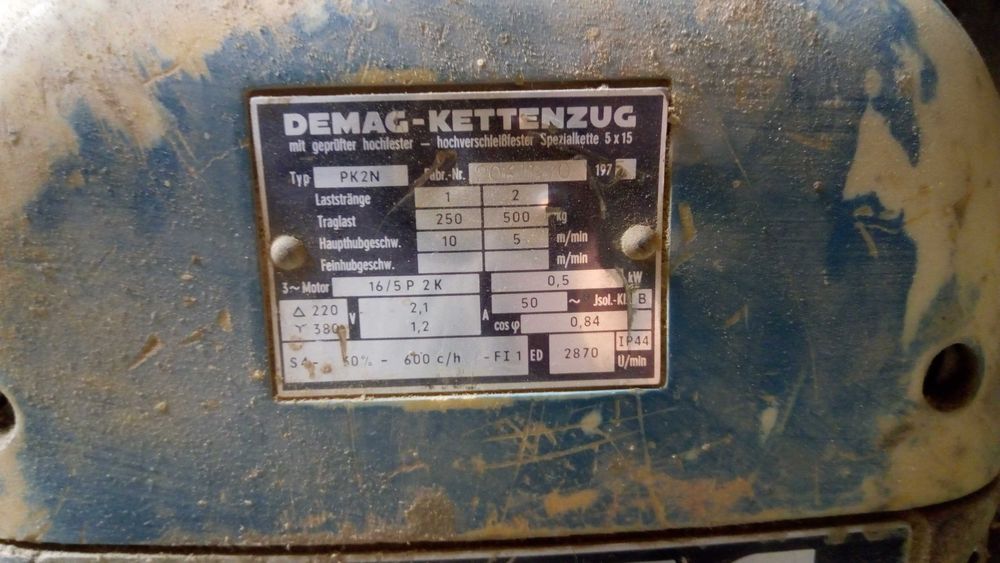 DEMAG-KETTENZUG
mit geprüfter hochfester – hochverschleißfester Spezialkette 5 x 15
Typ PK2N Fabr.-Nr. 197
Laststränge 1 2
Traglast 250 500 kg
Haupthubgeschw. 10 5 m/min
Feinhubgeschw. m/min
3~Motor 16/5 P 2 K 0,5 kW
△ 220 V 2,1 A 50 ~ Jsol.-Kl. B
Y 380 1,2 cos φ 0,84
S4- - 600 c/h -FI 1 ED 2870 U/min IP44